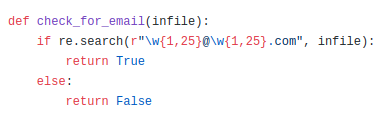 def check_for_email(infile):
    if re.search(r"\w{1,25}@\w{1,25}.com", infile):
        return True
    else:
        return False